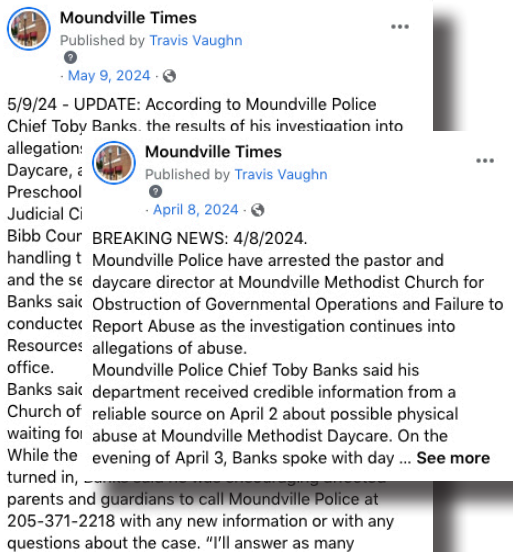 Moundville Times
Published by Travis Vaughn
· May 9, 2024 ·
5/9/24 - UPDATE: According to Moundville Police
Chief Toby Banks, the results of his investigation into
allegations
Daycare,
Preschool
Judicial
Bibb
handling
and the
Banks said
conducted
Resources
office.
Banks said
Church of
waiting for
While the
turned in, Banks said he was encouraging affected
parents and guardians to call Moundville Police at
205-371-2218 with any new information or with any
questions about the case. “I’ll answer as many
Moundville Times
Published by Travis Vaughn
· April 8, 2024 ·
BREAKING NEWS: 4/8/2024.
Moundville Police have arrested the pastor and
daycare director at Moundville Methodist Church for
Obstruction of Governmental Operations and Failure to
Report Abuse as the investigation continues into
allegations of abuse.
Moundville Police Chief Toby Banks said his
department received credible information from a
reliable source on April 2 about possible physical
abuse at Moundville Methodist Daycare. On the
evening of April 3, Banks spoke with day ... See more